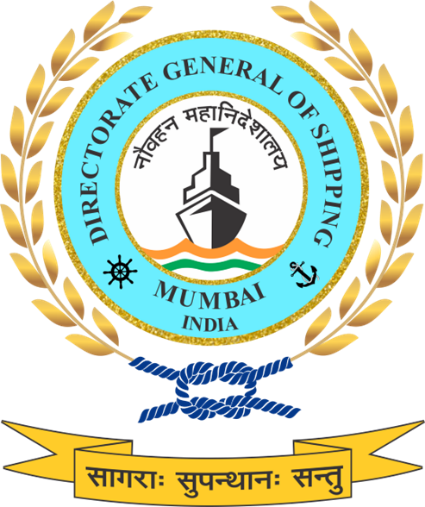 DIRECTORATE GENERAL OF SHIPPING
नौवहन महानिदेशालय
MUMBAI
INDIA
सागराः सुपन्थानः सन्तु